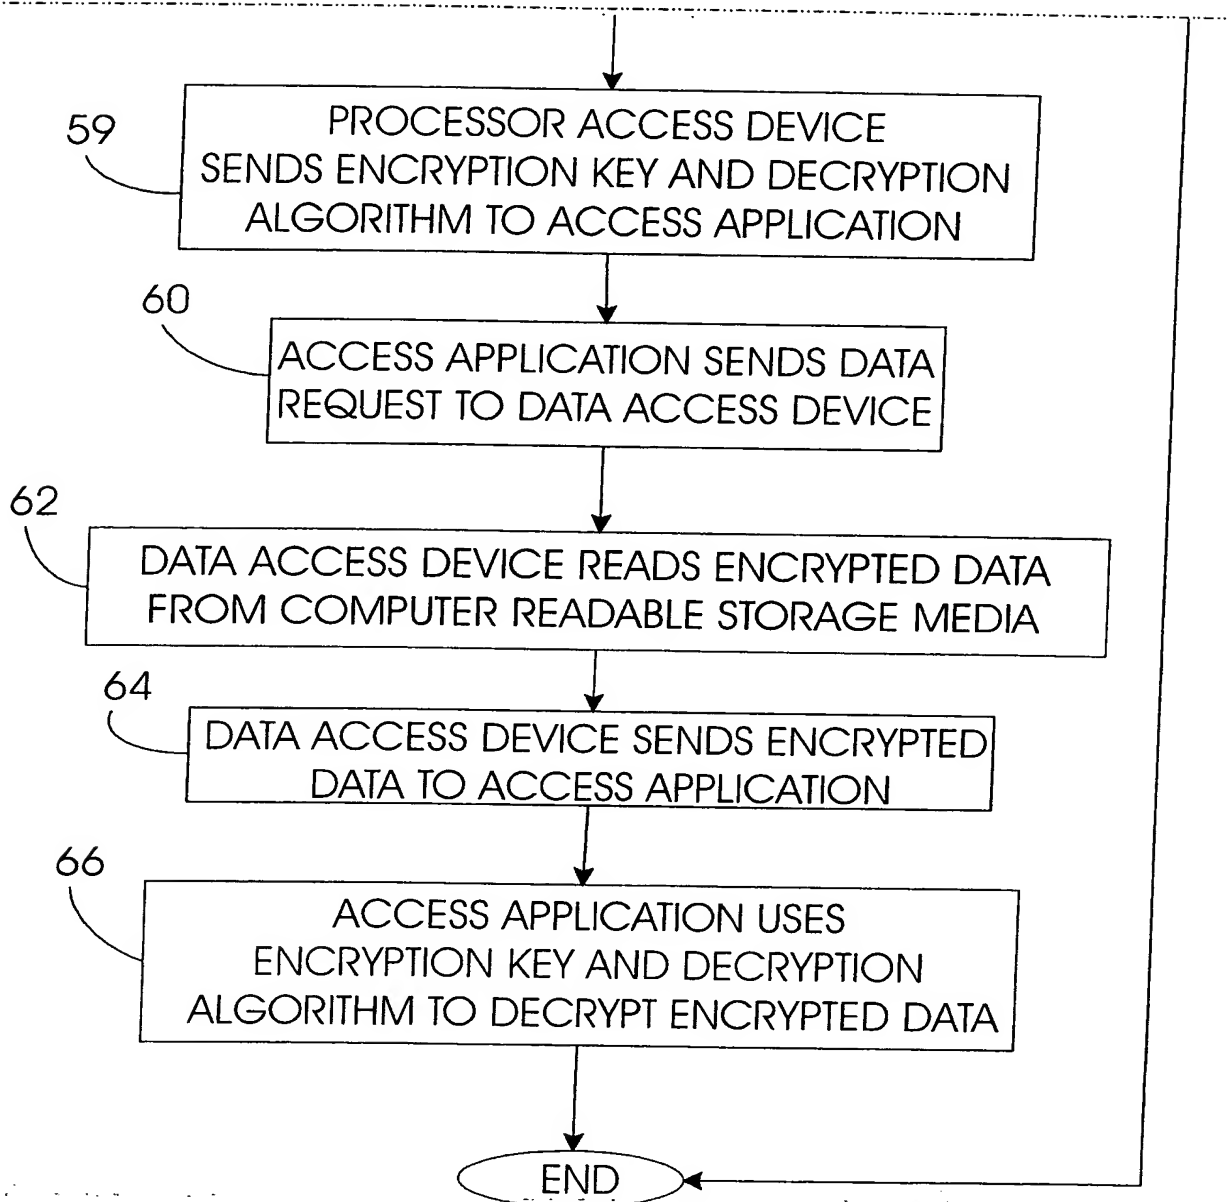 59
PROCESSOR ACCESS DEVICE
SENDS ENCRYPTION KEY AND DECRYPTION
ALGORITHM TO ACCESS APPLICATION
60
ACCESS APPLICATION SENDS DATA
REQUEST TO DATA ACCESS DEVICE
62
DATA ACCESS DEVICE READS ENCRYPTED DATA
FROM COMPUTER READABLE STORAGE MEDIA
64
DATA ACCESS DEVICE SENDS ENCRYPTED
DATA TO ACCESS APPLICATION
66
ACCESS APPLICATION USES
ENCRYPTION KEY AND DECRYPTION
ALGORITHM TO DECRYPT ENCRYPTED DATA
END